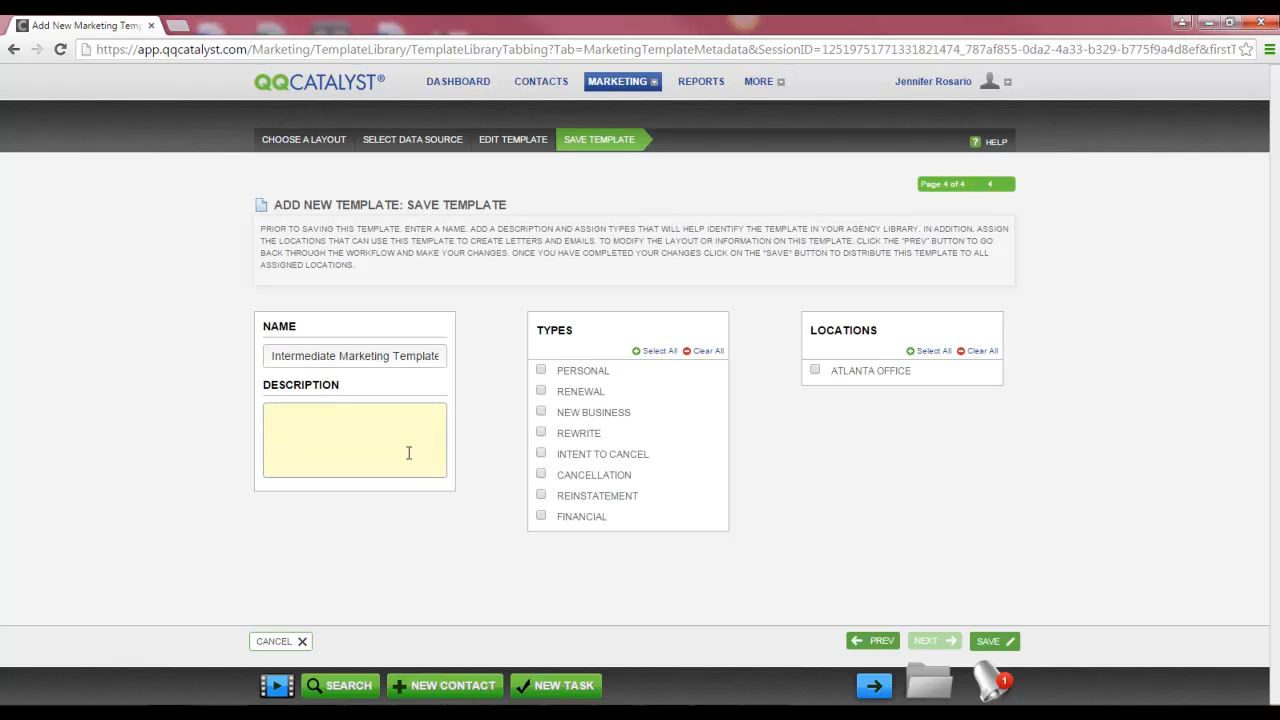 Add New Marketing Temp
https://app.qqcatalyst.com/Marketing/TemplateLibrary/TemplateLibraryTabbing?Tab=MarketingTemplateMetadata&SessionID=12519751771331821474_787af855-0da2-4a33-b329-b775f9a4d8ef&first
QQCATALYST®
DASHBOARD CONTACTS MARKETING REPORTS MORE Jennifer Rosario
CHOOSE A LAYOUT SELECT DATA SOURCE EDIT TEMPLATE SAVE TEMPLATE ? HELP
Page 4 of 4
ADD NEW TEMPLATE: SAVE TEMPLATE
PRIOR TO SAVING THIS TEMPLATE. ENTER A NAME. ADD A DESCRIPTION AND ASSIGN TYPES THAT WILL HELP IDENTIFY THE TEMPLATE IN YOUR AGENCY LIBRARY. IN ADDITION. ASSIGN
THE LOCATIONS THAT CAN USE THIS TEMPLATE TO CREATE LETTERS AND EMAILS. TO MODIFY THE LAYOUT OR INFORMATION ON THIS TEMPLATE. CLICK THE "PREV" BUTTON TO GO
BACK THROUGH THE WORKFLOW AND MAKE YOUR CHANGES. ONCE YOU HAVE COMPLETED YOUR CHANGES CLICK ON THE "SAVE" BUTTON TO DISTRIBUTE THIS TEMPLATE TO ALL
ASSIGNED LOCATIONS.
NAME
Intermediate Marketing Template
DESCRIPTION
TYPES
Select All Clear All
PERSONAL
RENEWAL
NEW BUSINESS
REWRITE
INTENT TO CANCEL
CANCELLATION
REINSTATEMENT
FINANCIAL
LOCATIONS
Select All Clear All
ATLANTA OFFICE
CANCEL PREV NEXT SAVE
SEARCH NEW CONTACT NEW TASK 1